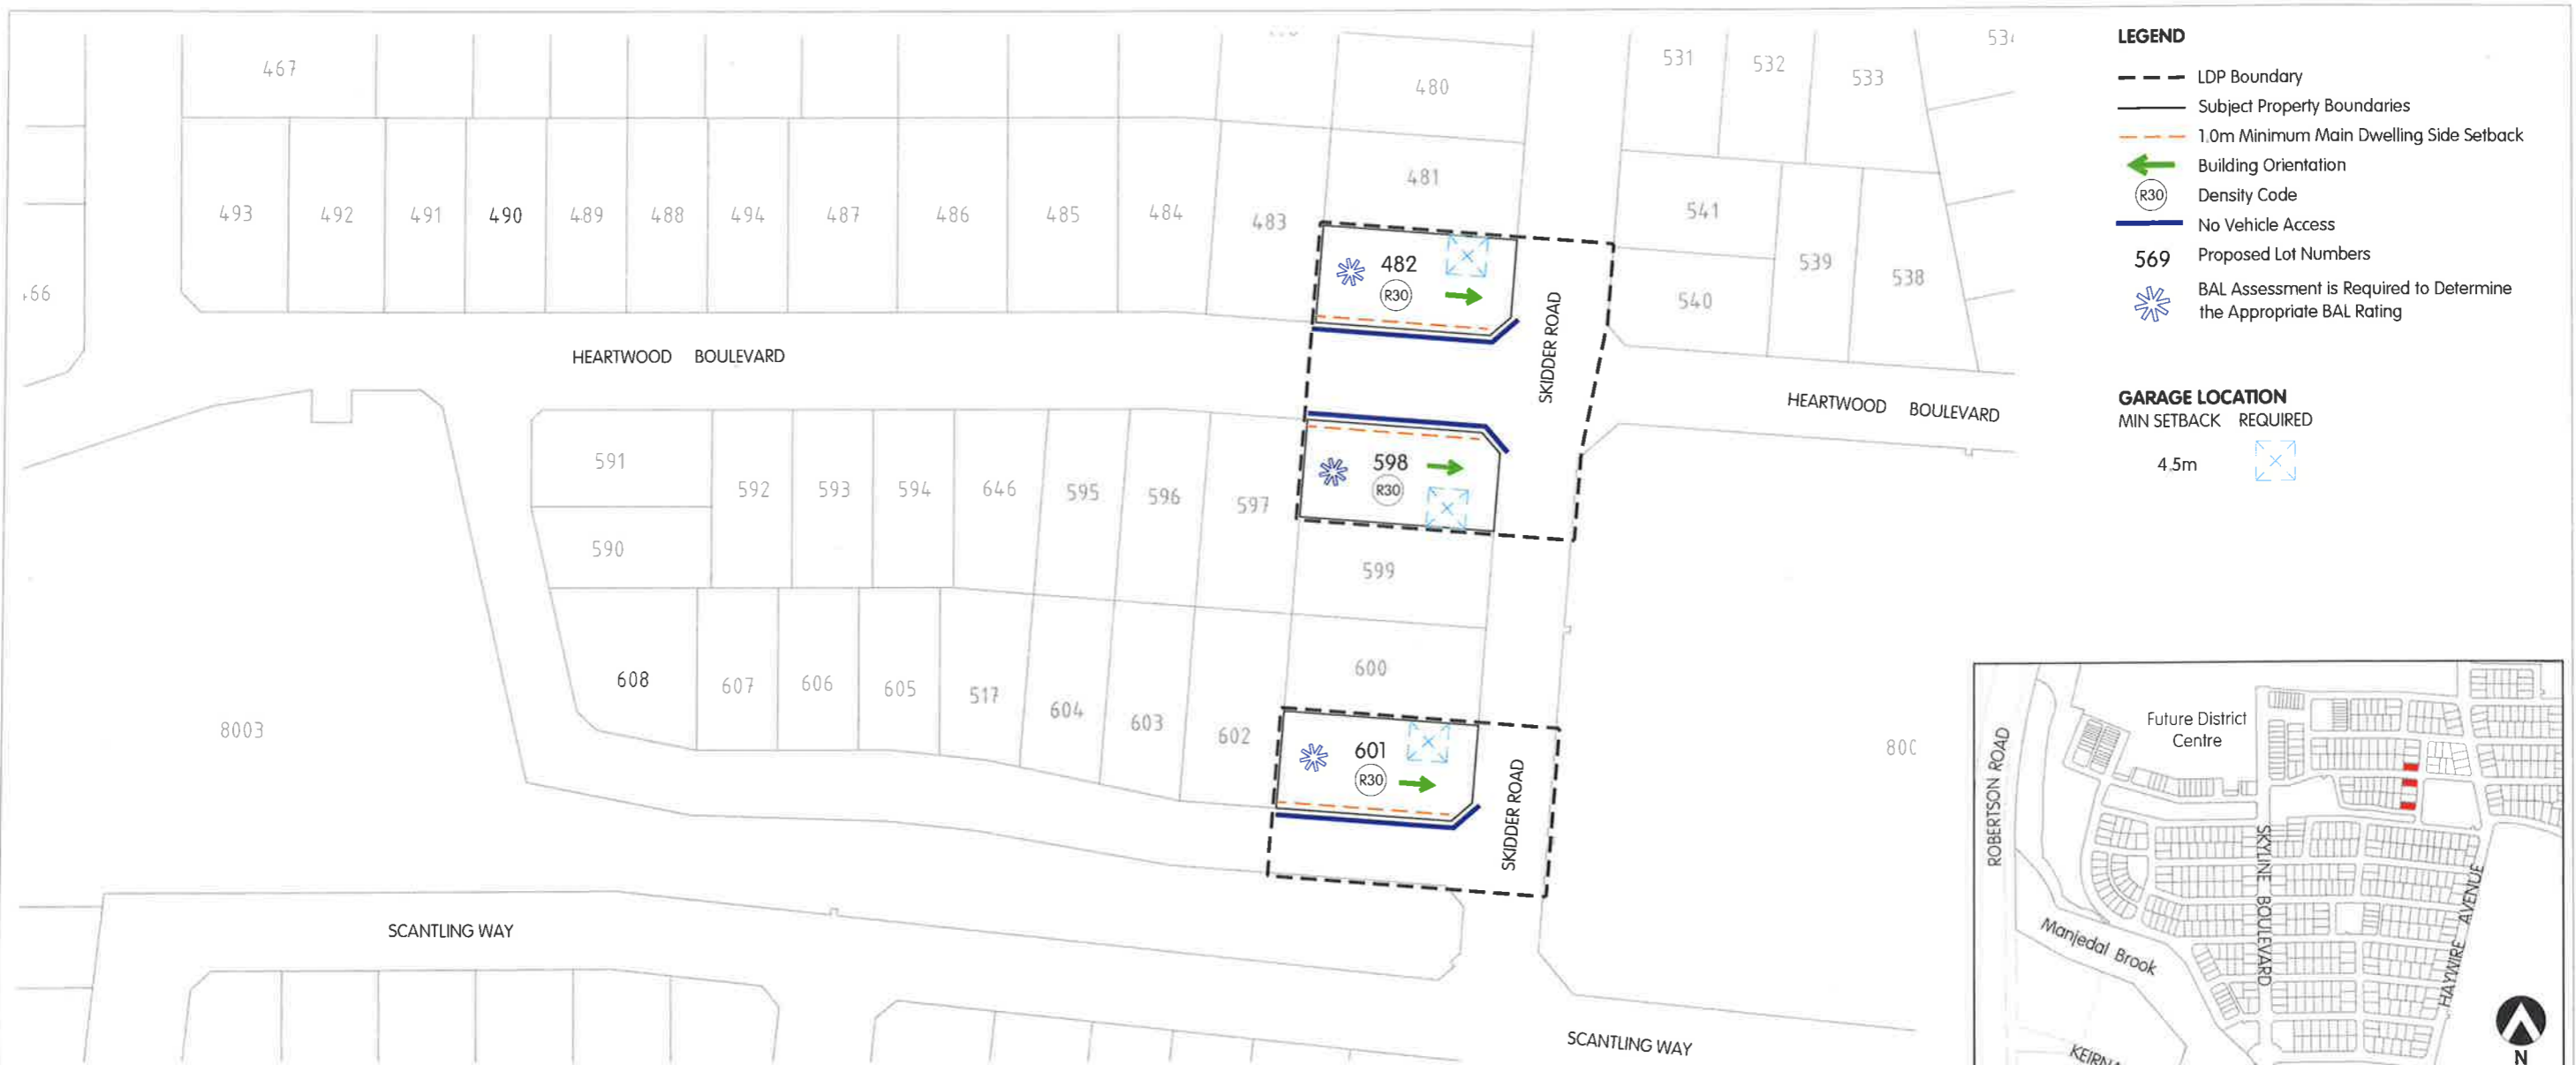 467
480
531
532
533
493
492
491
490
489
488
494
487
486
485
484
483
481
541
540
539
538
482
R30
SKIDDER ROAD
HEARTWOOD BOULEVARD
HEARTWOOD BOULEVARD
591
590
592
593
594
646
595
596
597
598
R30
599
608
607
606
605
517
604
603
602
600
601
R30
SKIDDER ROAD
8003
SCANTLING WAY
SCANTLING WAY
LEGEND
LDP Boundary
Subject Property Boundaries
1.0m Minimum Main Dwelling Side Setback
Building Orientation
R30 Density Code
No Vehicle Access
569 Proposed Lot Numbers
BAL Assessment is Required to Determine
the Appropriate BAL Rating
GARAGE LOCATION
MIN SETBACK REQUIRED
4.5m
Future District
Centre
ROBERTSON ROAD
SKYLINE BOULEVARD
HAYWIRE AVENUE
Manjedal Brook
N